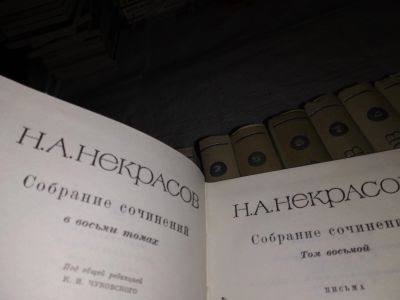 Н.А.НЕКРАСОВ
Собрание сочинений
в восьми томах
Под общей редакцией
К. И. ЧУКОВСКОГО
Н.А.НЕКРАСОВ
Собрание сочинений
Том восьмой
ПИСЬМА